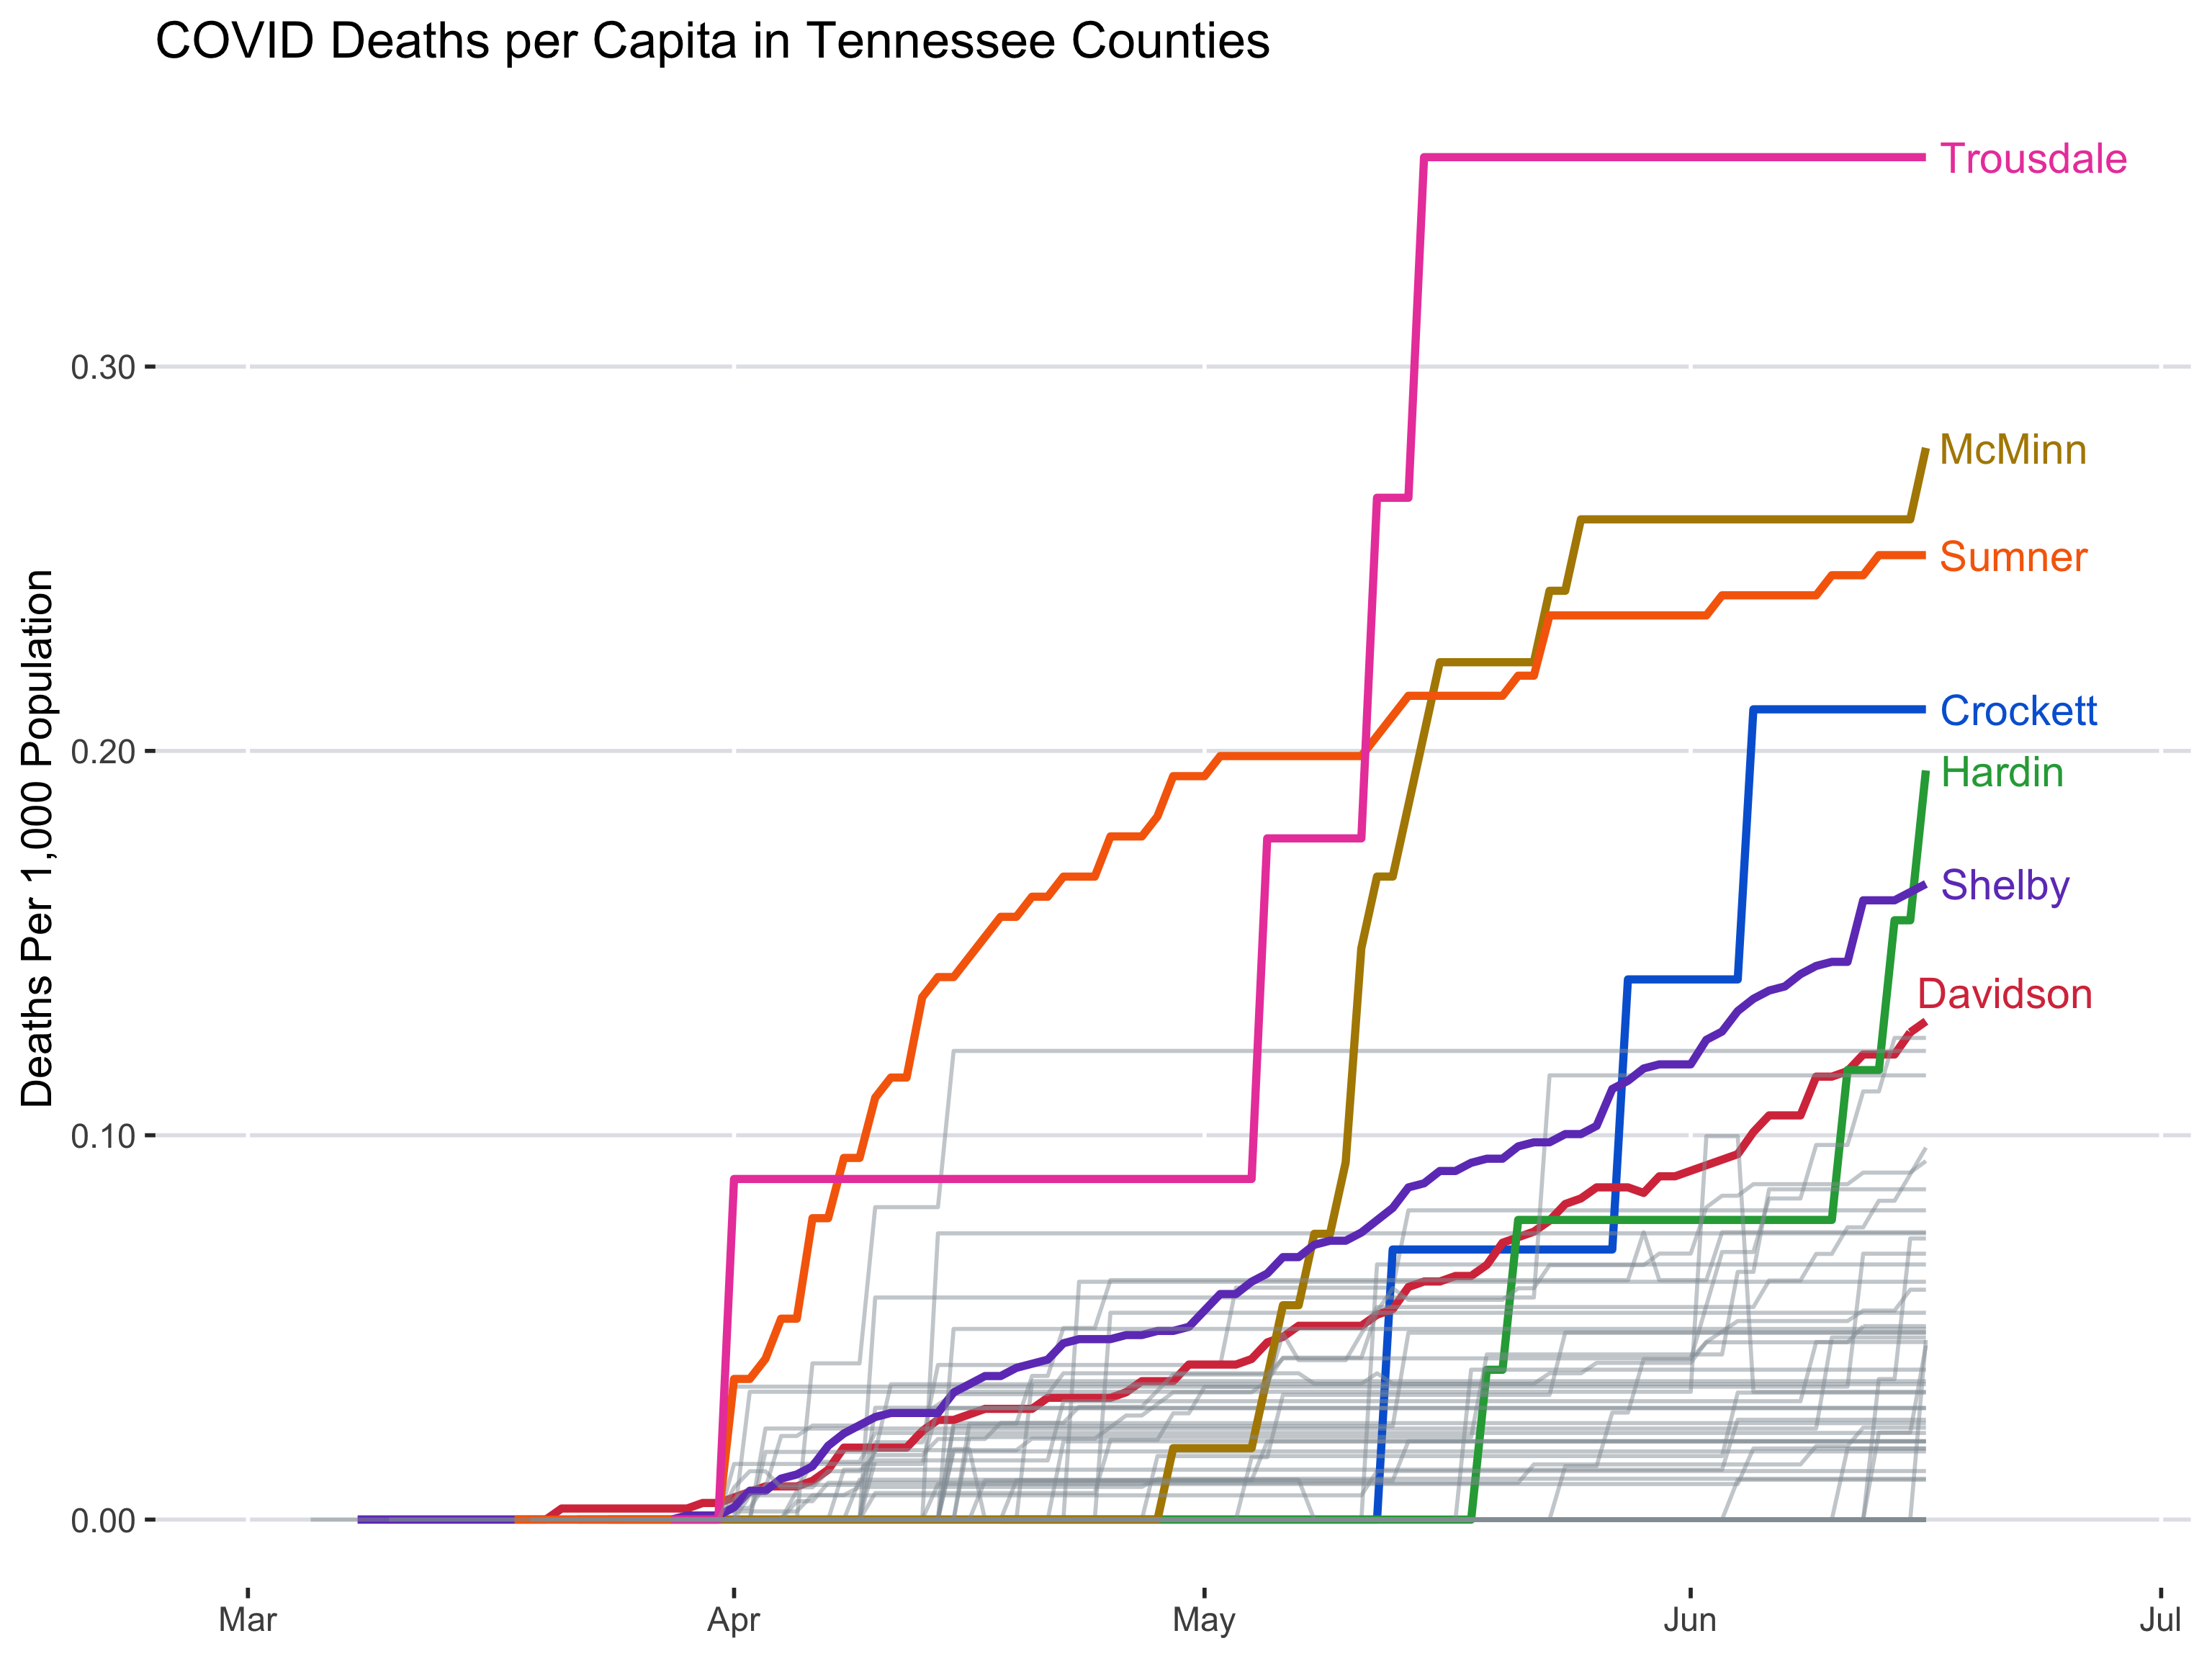 COVID Deaths per Capita in Tennessee Counties
Trousdale
0.30
McMinn
Sumner
Crockett
0.20
Hardin
Shelby
Davidson
0.10
0.00
Deaths Per 1,000 Population
Mar Apr May Jun Jul